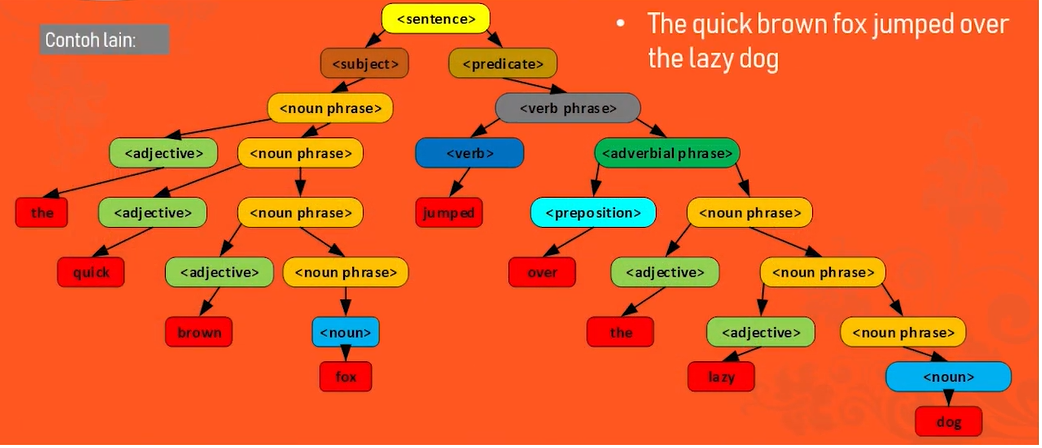 <sentence>
Contoh lain:
• The quick brown fox jumped over
the lazy dog
<subject>
<predicate>
<noun phrase>
<verb phrase>
<adjective>
<noun phrase>
<verb>
<adverbial phrase>
the
<adjective>
<noun phrase>
jumped
<preposition>
<noun phrase>
quick
<adjective>
<noun phrase>
over
<adjective>
<noun phrase>
brown
<noun>
the
<adjective>
<noun phrase>
fox
lazy
<noun>
dog